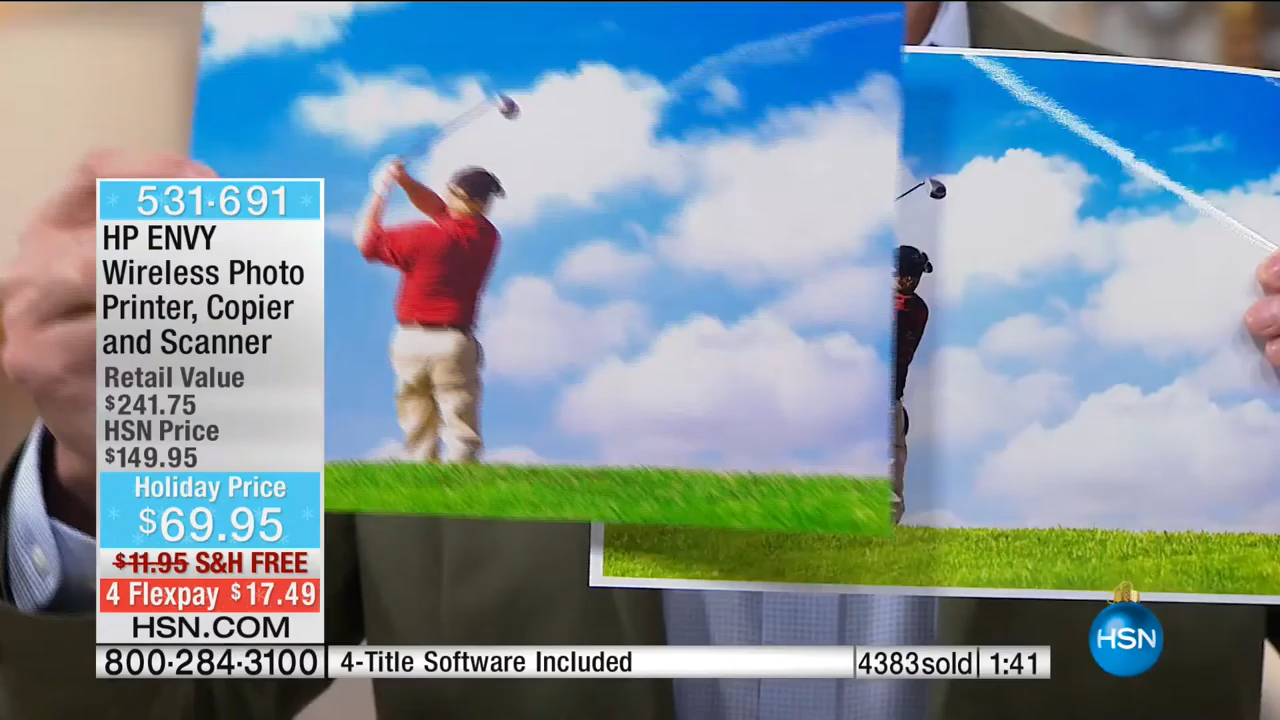 531·691
HP ENVY
Wireless Photo
Printer, Copier
and Scanner
Retail Value
$241.75
HSN Price
$149.95
Holiday Price
$69.95
$11.95 S&H FREE
4 Flexpay $17.49
HSN.COM
800·284·3100
4-Title Software Included
4383sold
1:41
HSN